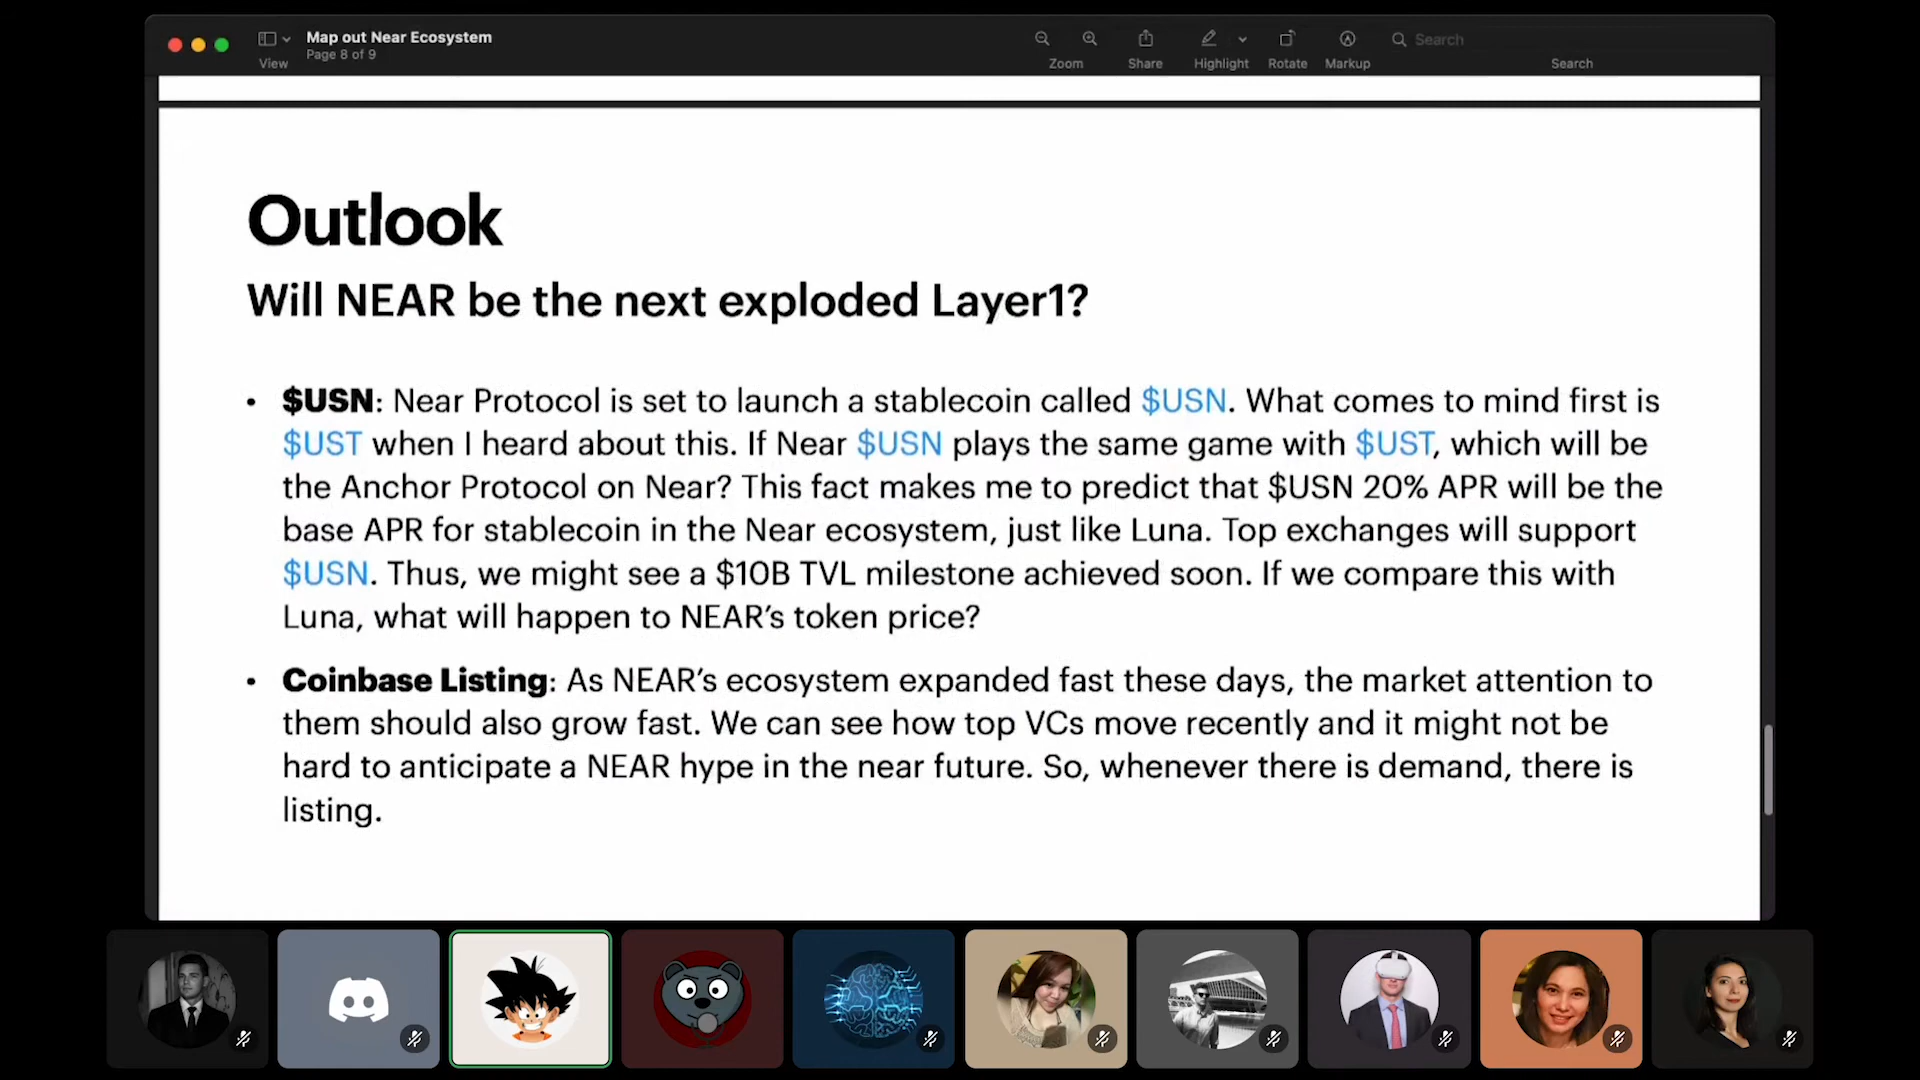 Map out Near Ecosystem
Page 8 of 9
View
Zoom
Share
Highlight
Rotate
Markup
Search
Search
Outlook
Will NEAR be the next exploded Layer1?
• $USN: Near Protocol is set to launch a stablecoin called $USN. What comes to mind first is
$UST when I heard about this. If Near $USN plays the same game with $UST, which will be
the Anchor Protocol on Near? This fact makes me to predict that $USN 20% APR will be the
base APR for stablecoin in the Near ecosystem, just like Luna. Top exchanges will support
$USN. Thus, we might see a $10B TVL milestone achieved soon. If we compare this with
Luna, what will happen to NEAR’s token price?
• Coinbase Listing: As NEAR’s ecosystem expanded fast these days, the market attention to
them should also grow fast. We can see how top VCs move recently and it might not be
hard to anticipate a NEAR hype in the near future. So, whenever there is demand, there is
listing.